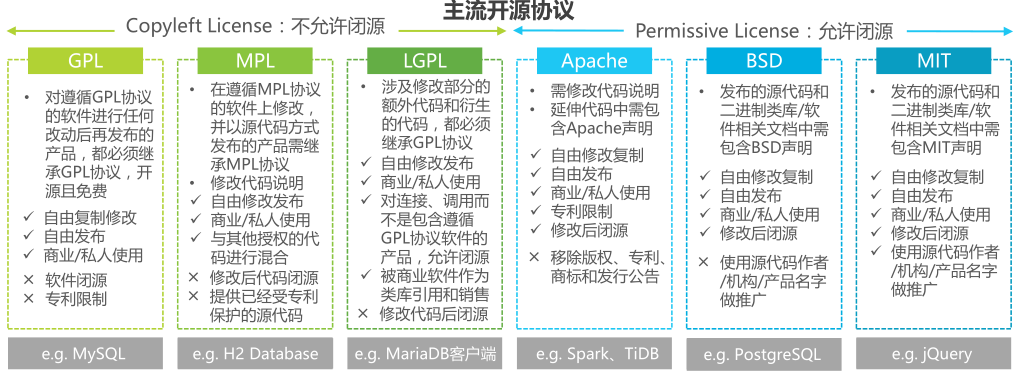 主流开源协议
Copyleft License：不允许闭源
Permissive License：允许闭源
GPL
• 对遵循GPL协议
的软件进行任何
改动后再发布的
产品，都必须继
承GPL协议，开
源且免费
✓ 自由复制修改
✓ 自由发布
✓ 商业/私人使用
× 软件闭源
× 专利限制
e.g. MySQL
MPL
• 在遵循MPL协议
的软件上修改，
并以源代码方式
发布的产品需继
承MPL协议
• 修改代码说明
✓ 自由修改发布
✓ 商业/私人使用
✓ 与其他授权的代
码进行混合
× 修改后代码闭源
× 提供已经受专利
保护的源代码
e.g. H2 Database
LGPL
• 涉及修改部分的
额外代码和衍生
的代码，都必须
继承GPL协议
✓ 自由修改发布
✓ 商业/私人使用
✓ 对连接、调用而
不是包含遵循
GPL协议软件的
产品，允许闭源
✓ 被商业软件作为
类库引用和销售
× 修改代码后闭源
e.g. MariaDB客户端
Apache
• 需修改代码说明
• 延伸代码中需包
含Apache声明
✓ 自由修改复制
✓ 自由发布
✓ 商业/私人使用
✓ 专利限制
✓ 修改后闭源
× 移除版权、专利、
商标和发行公告
e.g. Spark、TiDB
BSD
• 发布的源代码和
二进制类库/软
件相关文档中需
包含BSD声明
✓ 自由修改复制
✓ 自由发布
✓ 商业/私人使用
✓ 修改后闭源
× 使用源代码作者
/机构/产品名字
做推广
e.g. PostgreSQL
MIT
• 发布的源代码和
二进制类库/软
件相关文档中需
包含MIT声明
✓ 自由修改复制
✓ 自由发布
✓ 商业/私人使用
✓ 修改后闭源
✓ 使用源代码作者
/机构/产品名字
做推广
e.g. jQuery